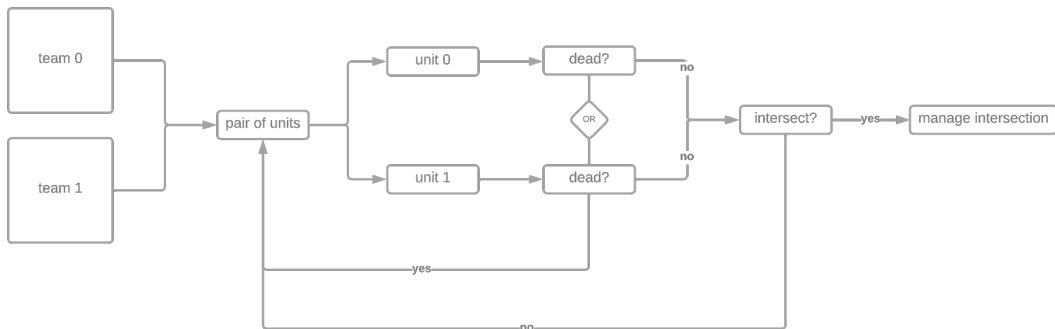 team 0
team 1
pair of units
unit 0
unit 1
dead?
OR
dead?
no
no
intersect?
yes
manage intersection
yes
no